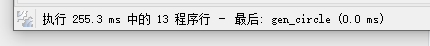 执行 255.3 ms 中的 13 程序行 - 最后: gen_circle (0.0 ms)